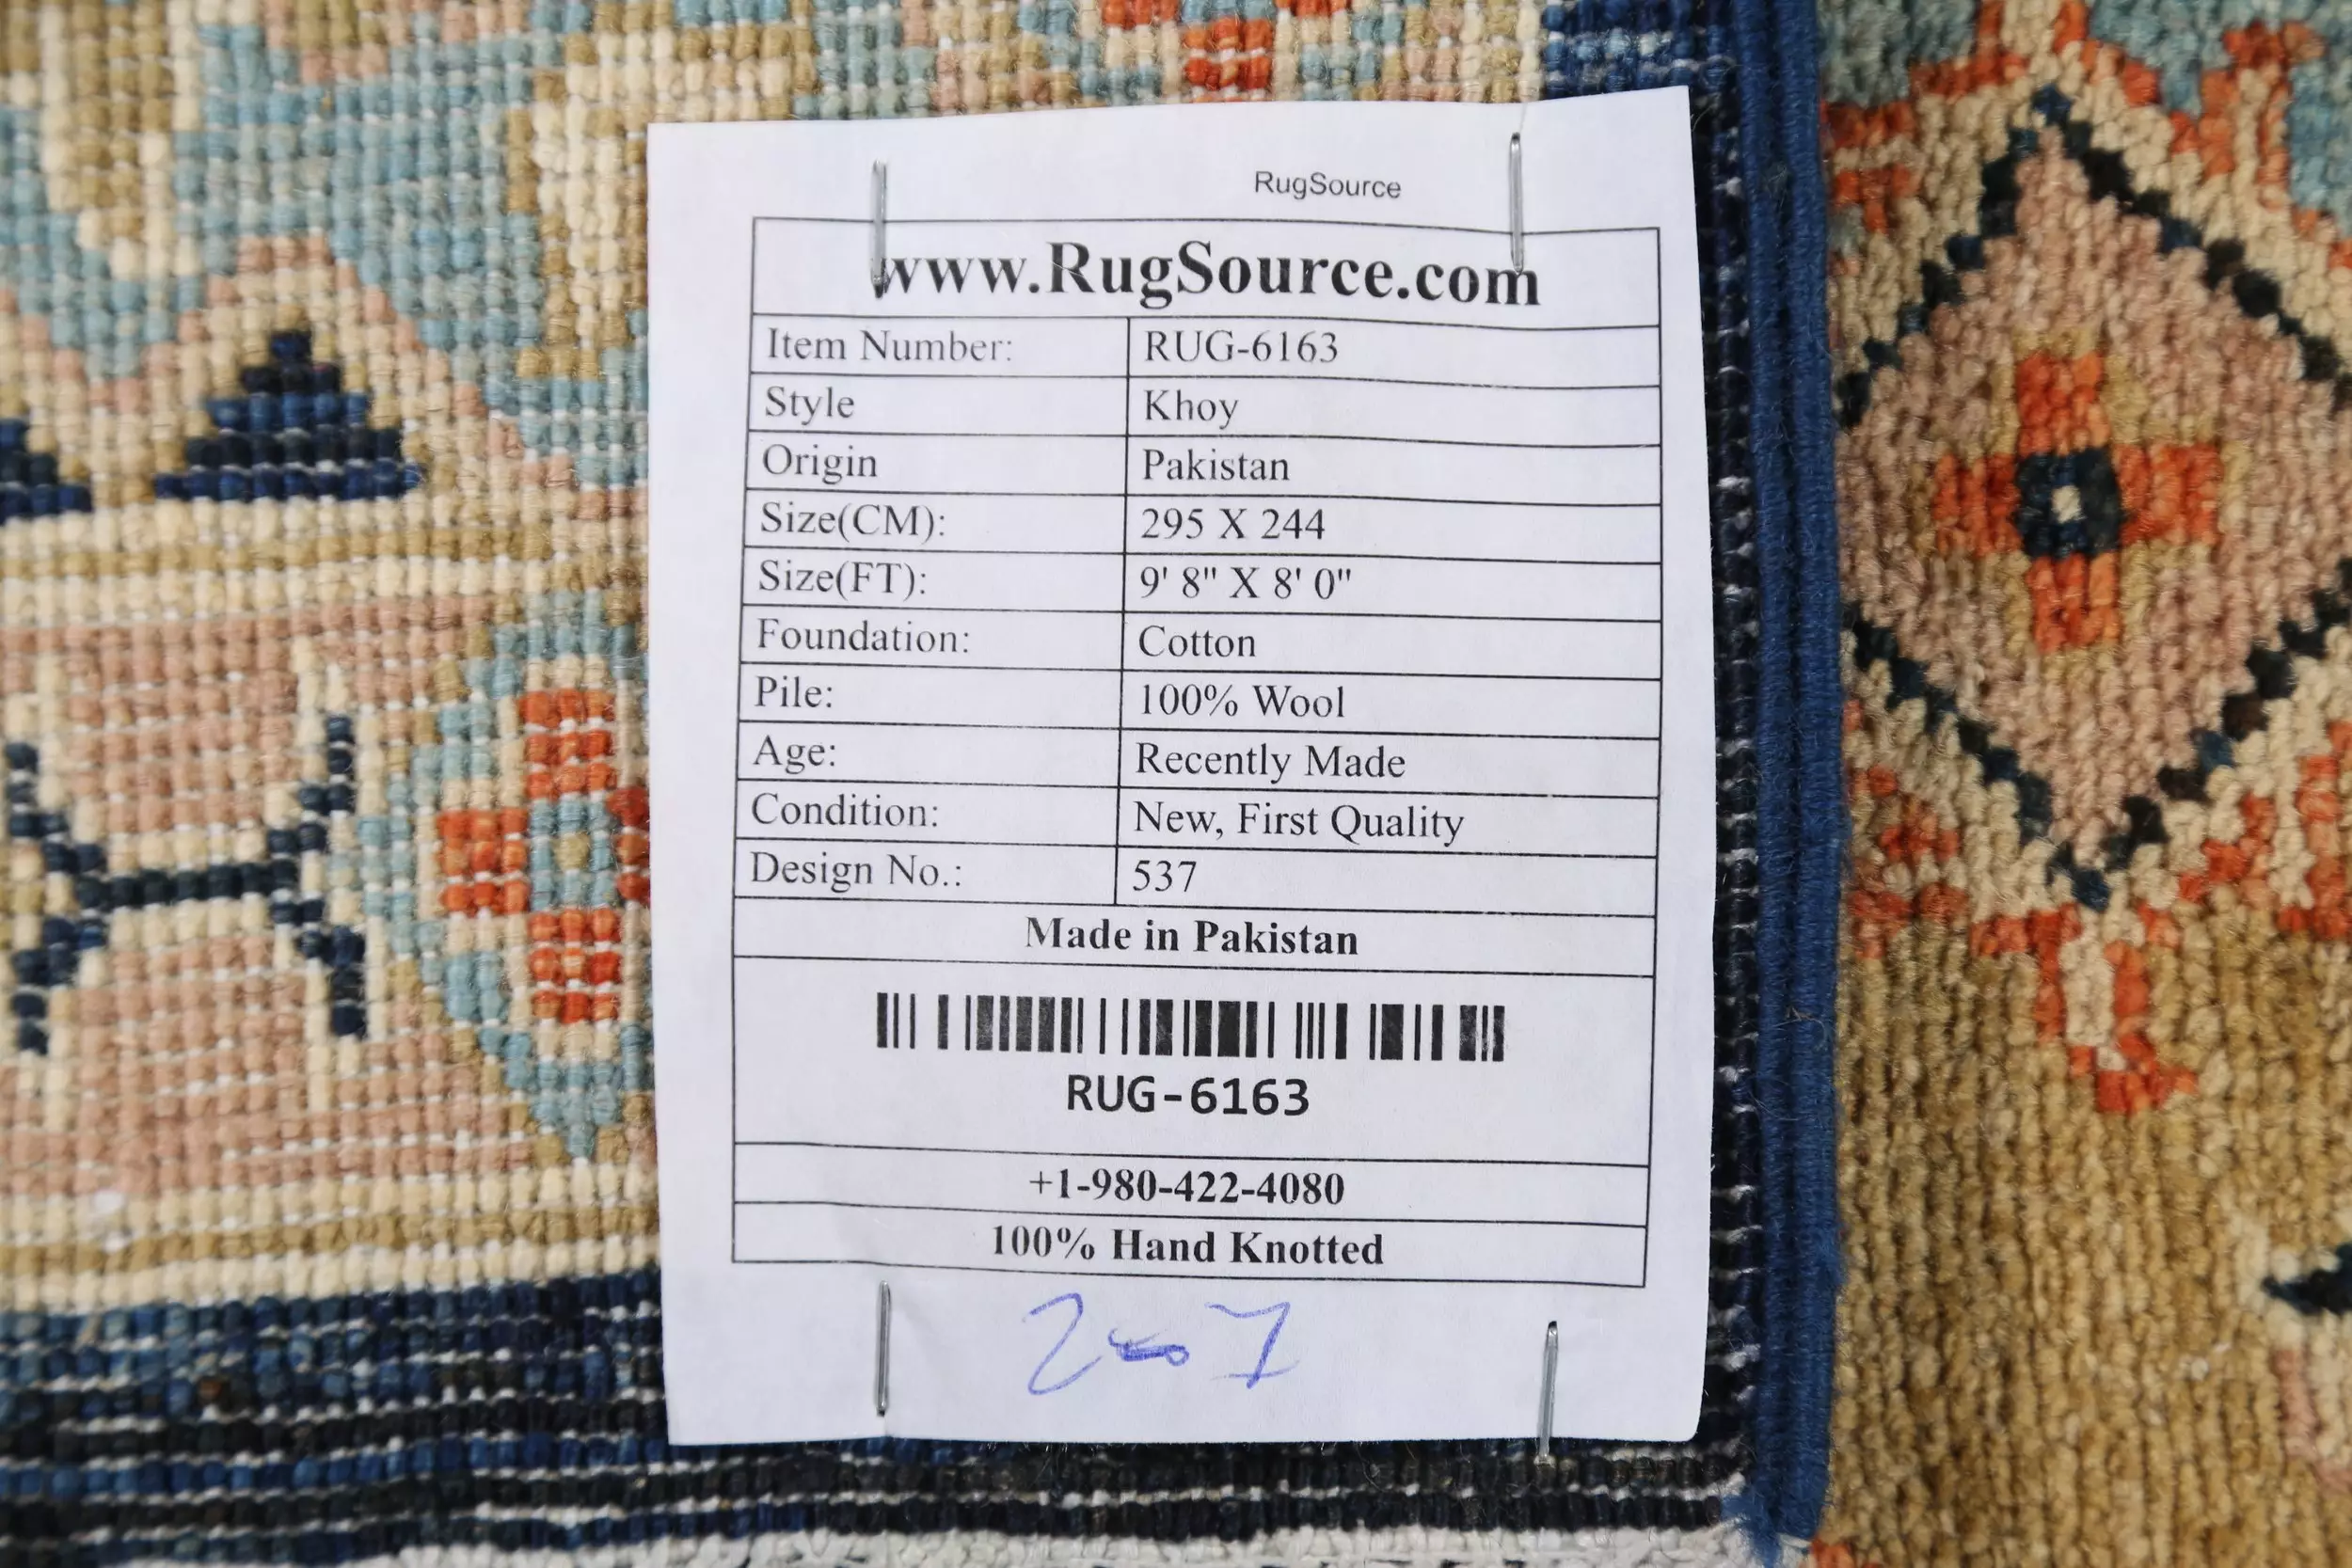 RugSource
www.RugSource.com
Item Number: RUG-6163
Style Khoy
Origin Pakistan
Size(CM): 295 X 244
Size(FT): 9' 8" X 8' 0"
Foundation: Cotton
Pile: 100% Wool
Age: Recently Made
Condition: New, First Quality
Design No.: 537
Made in Pakistan
RUG-6163
+1-980-422-4080
100% Hand Knotted